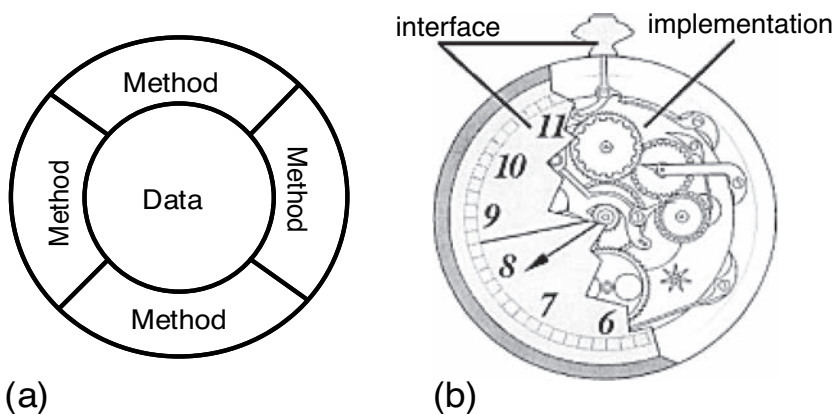 Method
Method
Data
Method
Method
(a)
interface
implementation
11
10
9
8
7
6
(b)